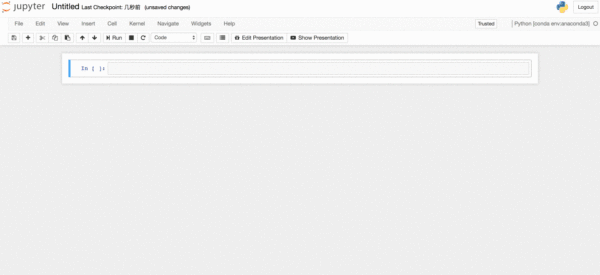 jupyter Untitled Last Checkpoint: 几秒前 (unsaved changes) Logout
File Edit View Insert Cell Kernel Navigate Widgets Help Trusted Python [conda env:anaconda3]
Run Code Edit Presentation Show Presentation
In [ ]: